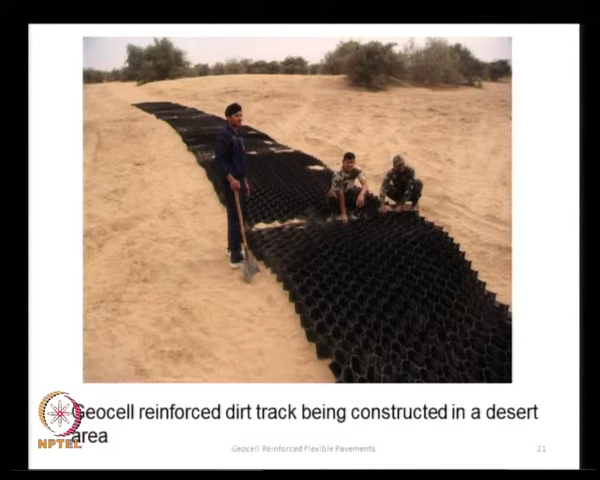 Geocell reinforced dirt track being constructed in a desert
area
NPTEL
Geocell Reinforced Flexible Pavements
21